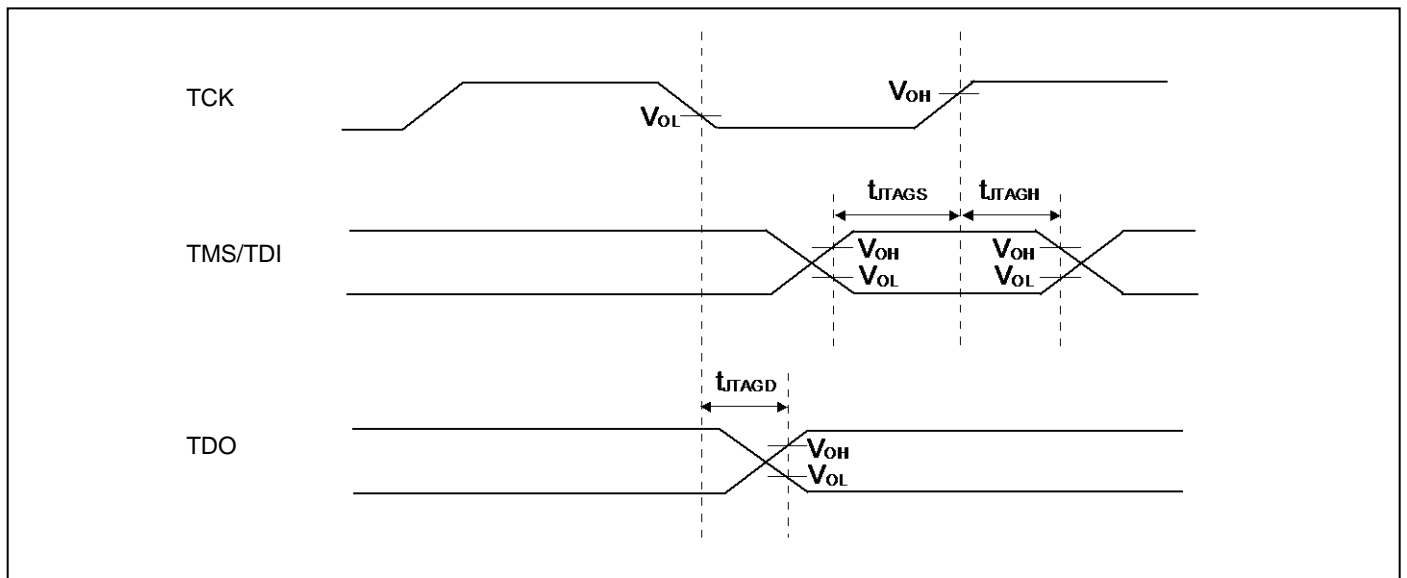 TCK
VOL
VOH
tJTAGS
tJTAGH
TMS/TDI
VOH
VOL
VOH
VOL
tJTAGD
TDO
VOH
VOL